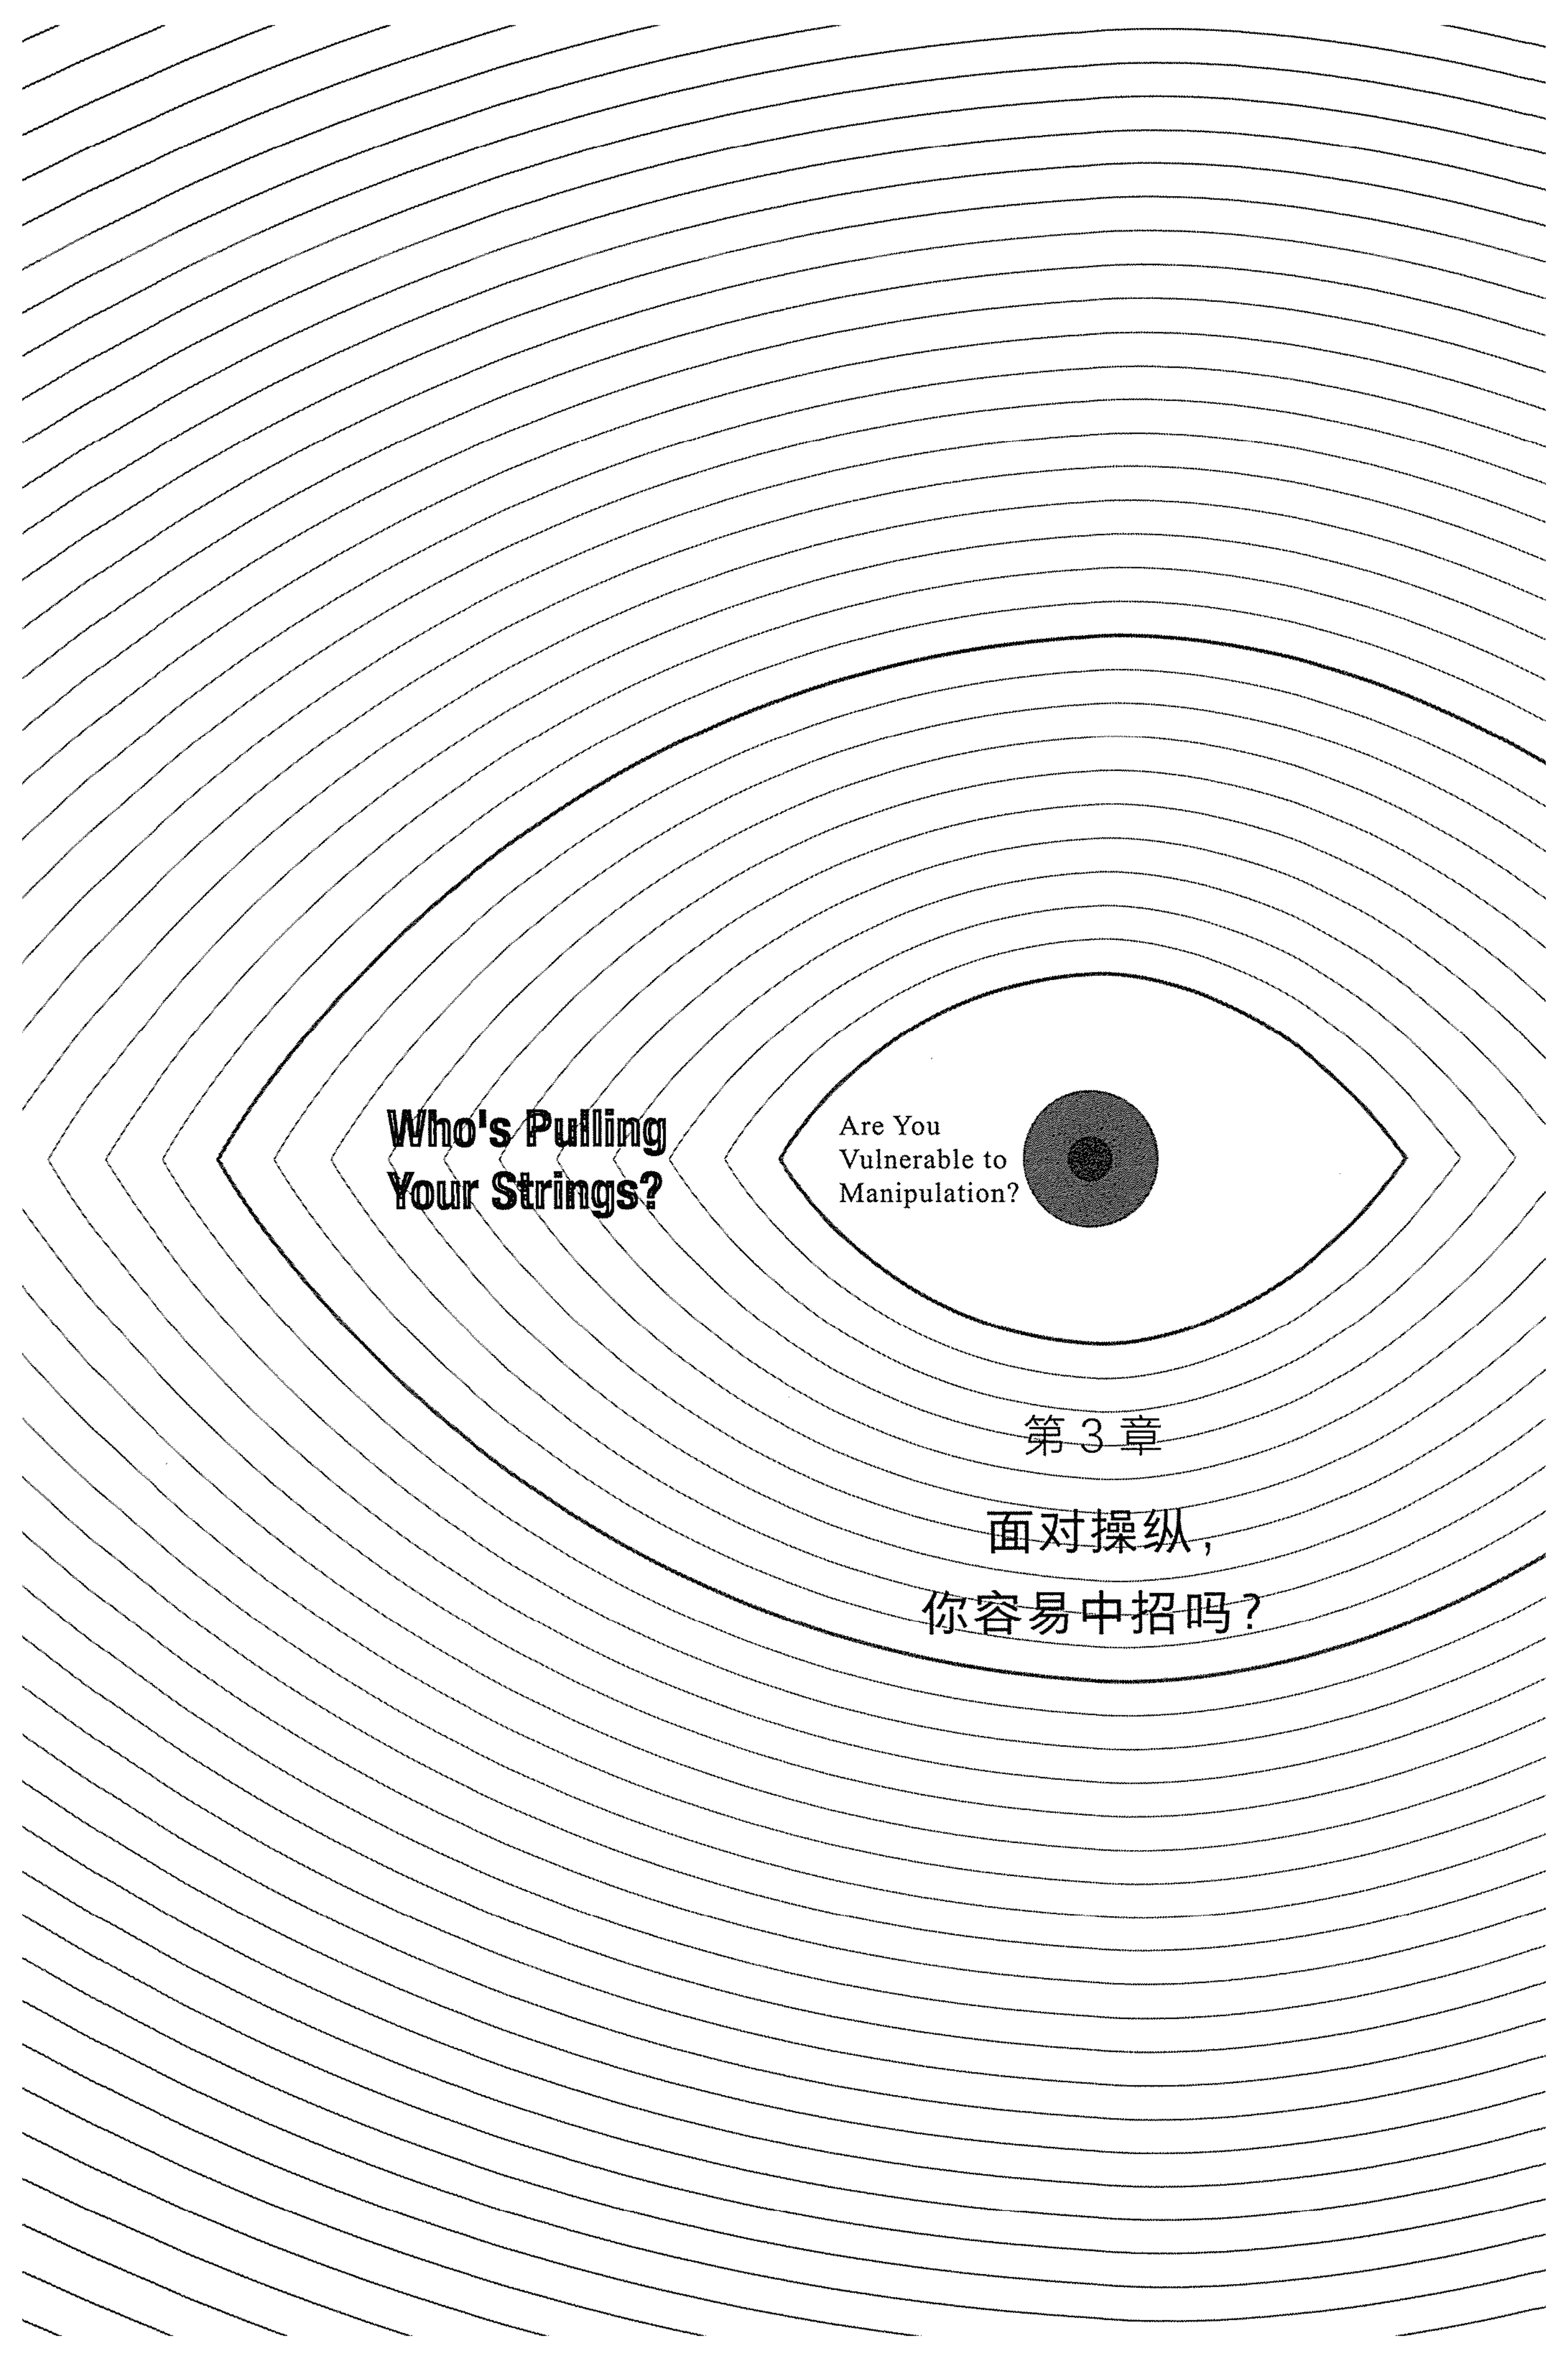 Who's Pulling
Your Strings?
Are You
Vulnerable to
Manipulation?
第 3 章
面对操纵，
你容易中招吗?